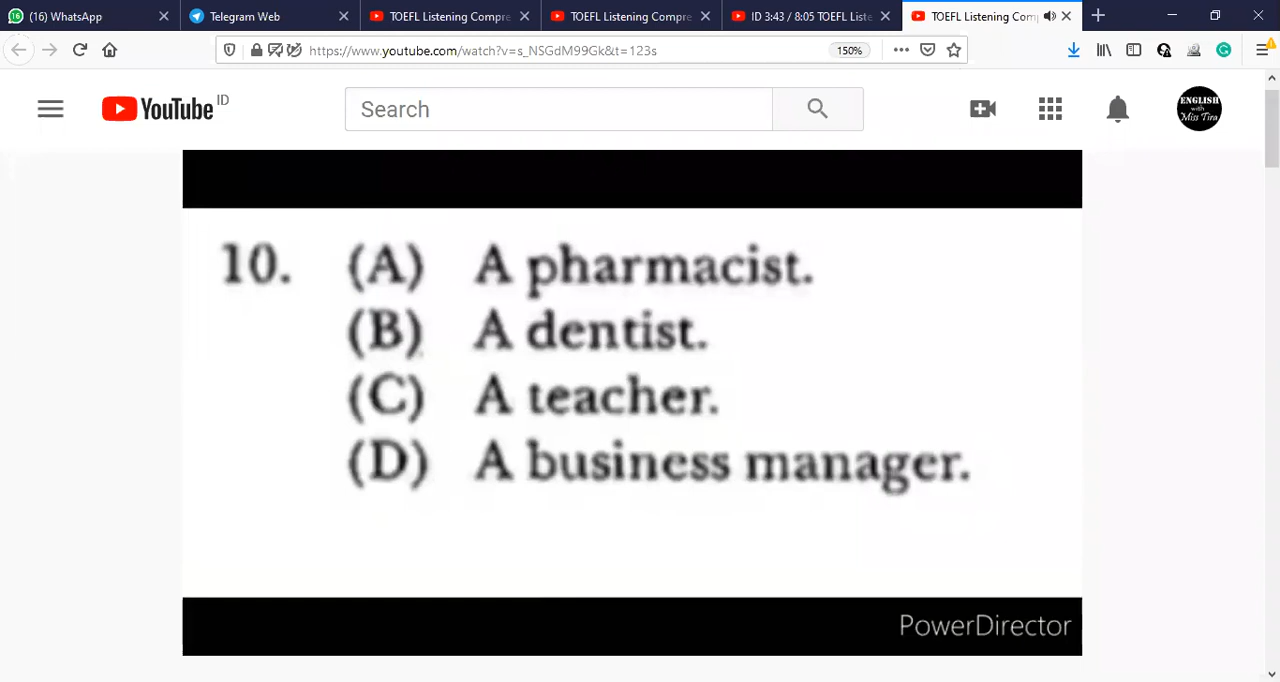 (16) WhatsApp
Telegram Web
TOEFL Listening Compre
TOEFL Listening Compre
ID 3:43 / 8:05 TOEFL Liste
TOEFL Listening Com
https://www.youtube.com/watch?v=s_NSGdM99Gk&t=123s
150%
YouTube ID
Search
ENGLISH
with
Miss Tira
10. (A) A pharmacist.
(B) A dentist.
(C) A teacher.
(D) A business manager.
PowerDirector